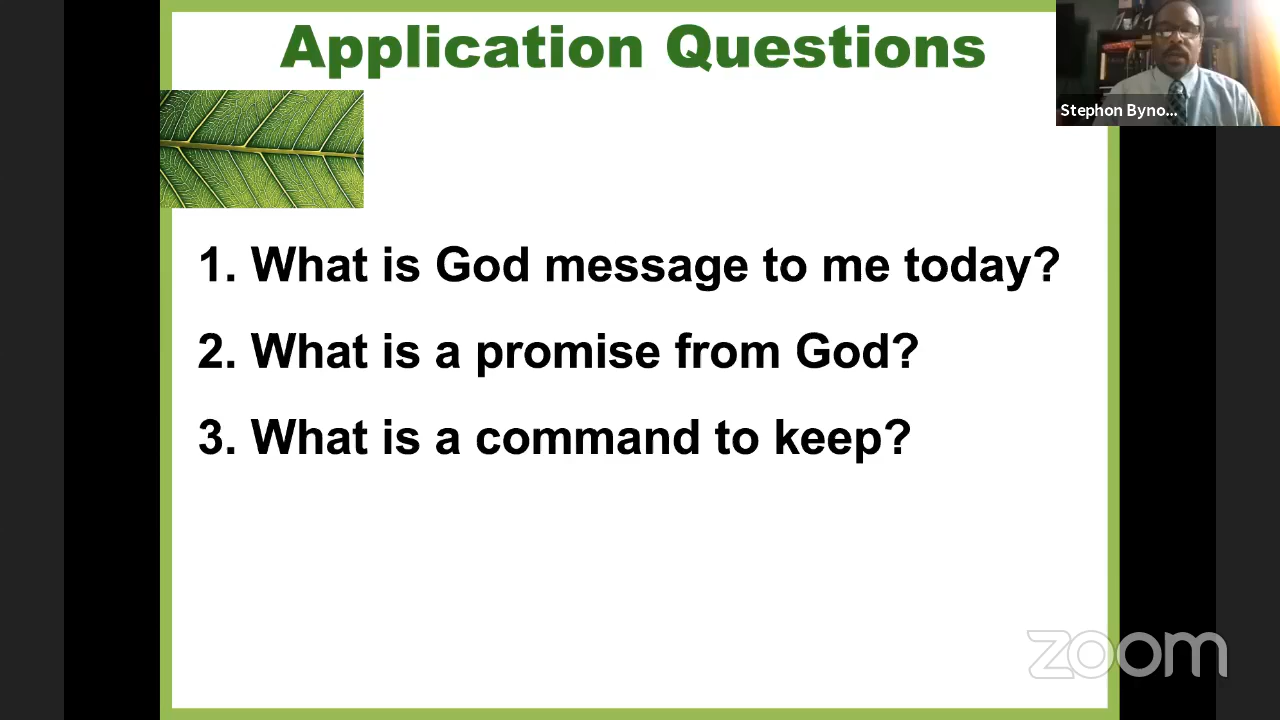 Application Questions
Stephon Byno...
1. What is God message to me today?
2. What is a promise from God?
3. What is a command to keep?
zoom